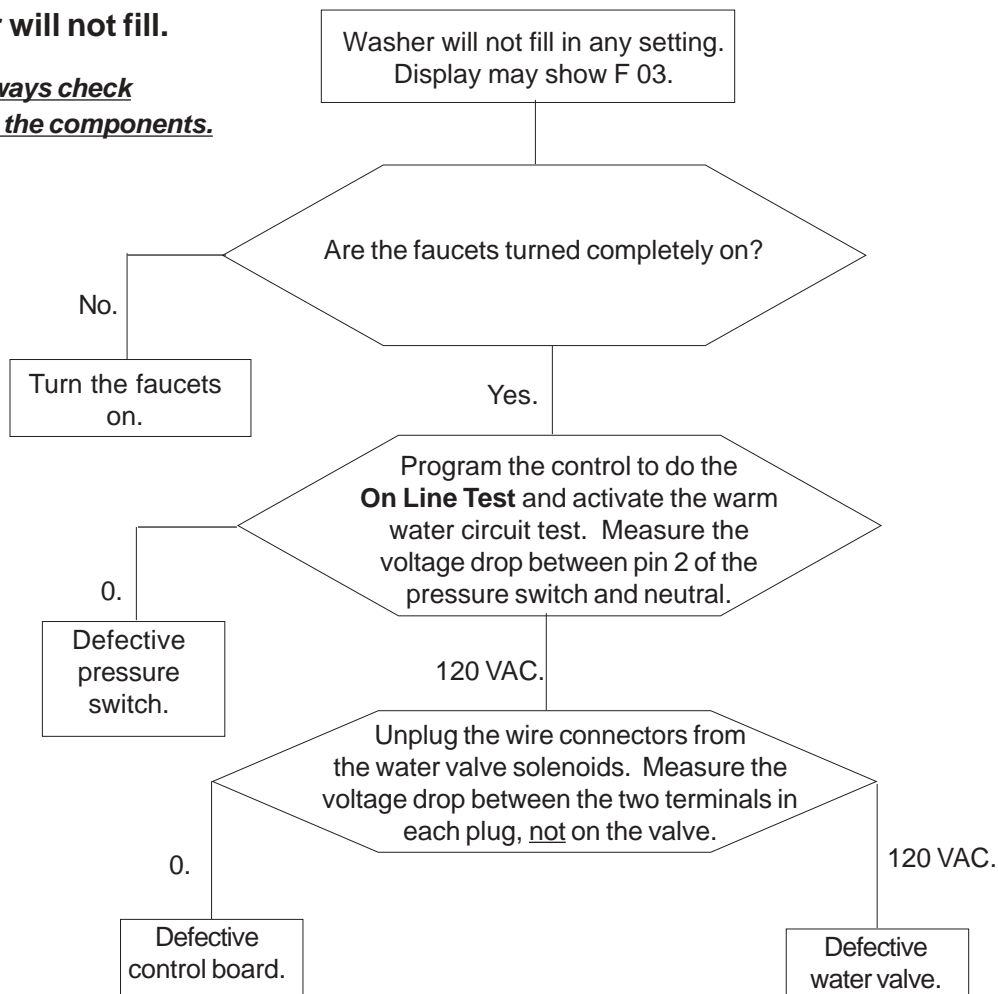 will not fill.
Washer will not fill in any setting.
Display may show F 03.
always check
the components.
Are the faucets turned completely on?
No.
Turn the faucets
on.
Yes.
Program the control to do the
On Line Test and activate the warm
water circuit test. Measure the
voltage drop between pin 2 of the
pressure switch and neutral.
0.
Defective
pressure
switch.
120 VAC.
Unplug the wire connectors from
the water valve solenoids. Measure the
voltage drop between the two terminals in
each plug, not on the valve.
0.
120 VAC.
Defective
control board.
Defective
water valve.